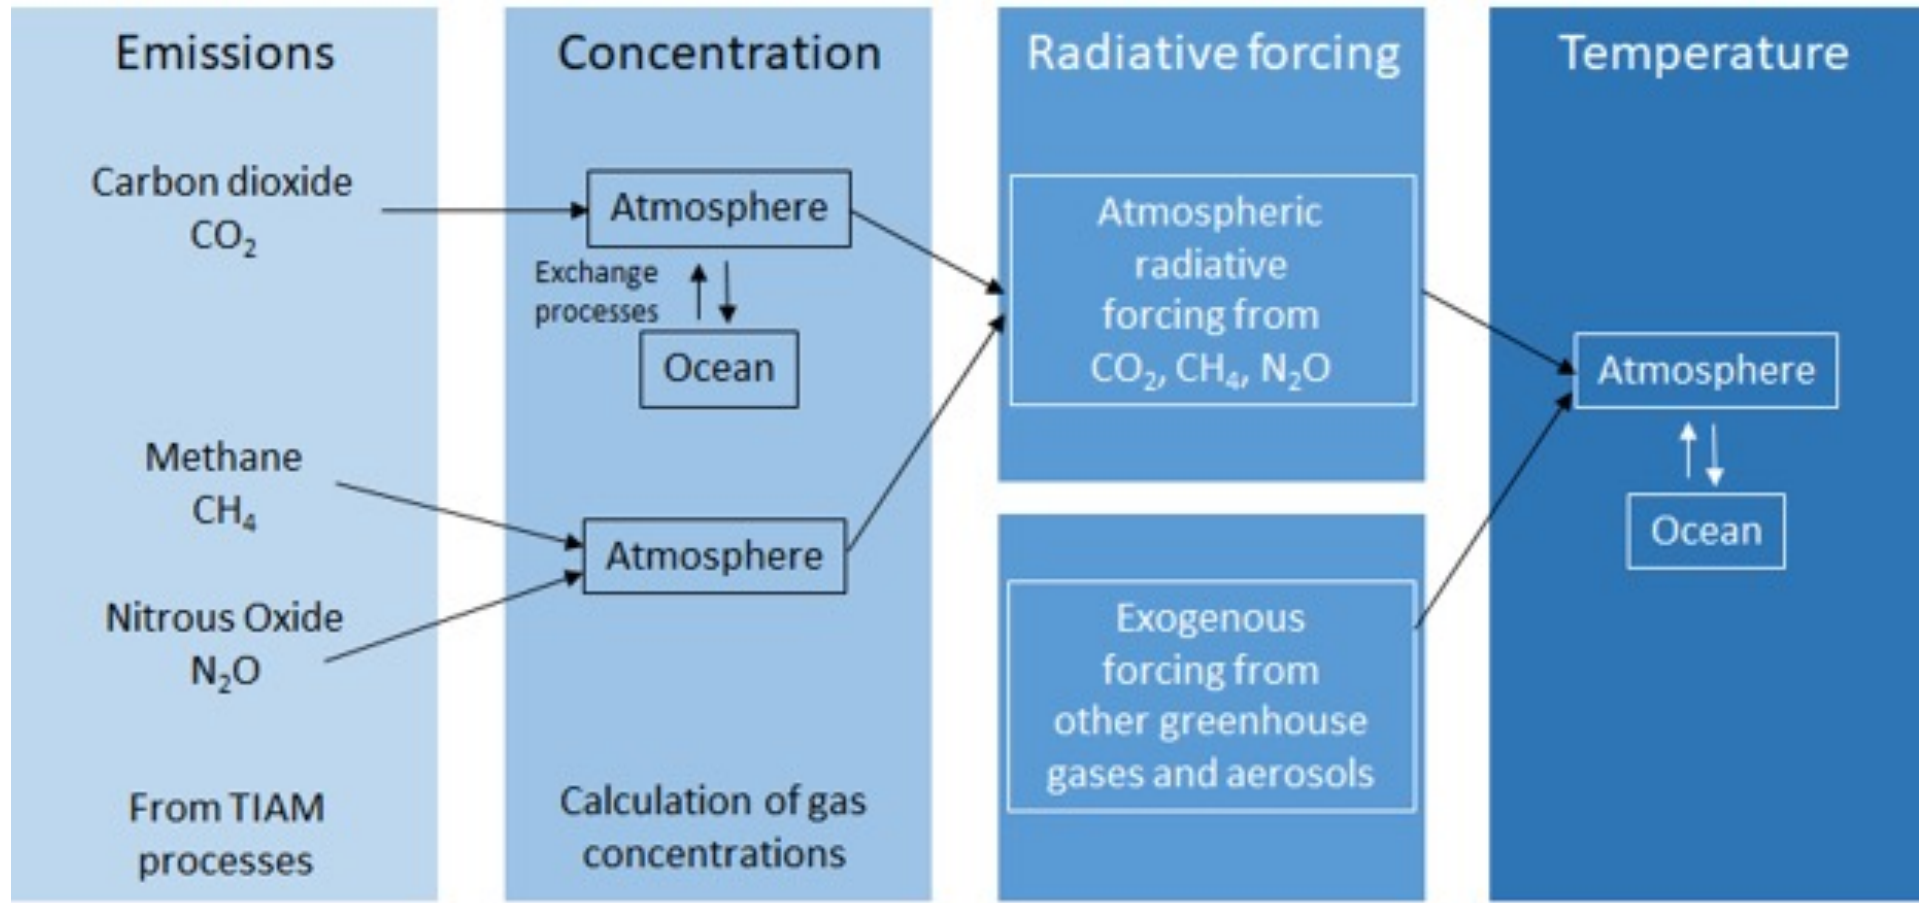 Emissions
Carbon dioxide
CO₂
Methane
CH₄
Nitrous Oxide
N₂O
From TIAM
processes
Concentration
Atmosphere
Exchange
processes
Ocean
Atmosphere
Calculation of gas
concentrations
Radiative forcing
Atmospheric
radiative
forcing from
CO₂, CH₄, N₂O
Exogenous
forcing from
other greenhouse
gases and aerosols
Temperature
Atmosphere
Ocean